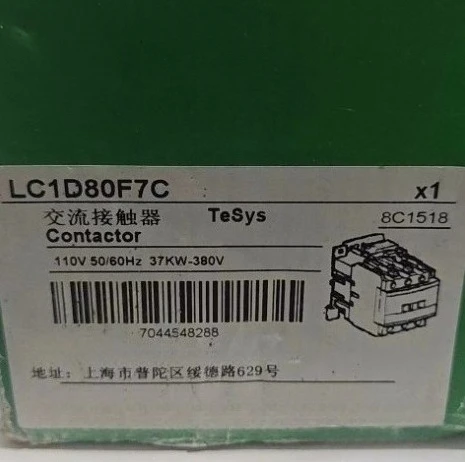 LC1D80F7C x1
交流接触器 TeSys 8C1518
Contactor
110V 50/60Hz 37KW-380V
7044548288
地址: 上海市普陀区绥德路629号